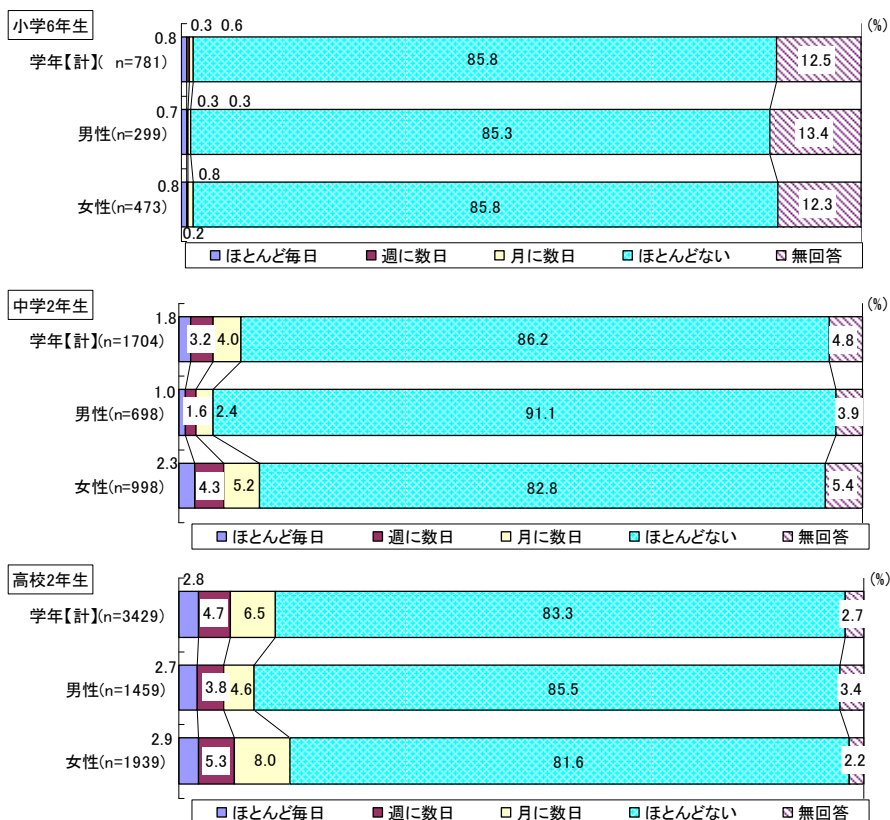 小学6年生
(%)
0.3 0.6
0.8
学年【計】( n=781)
85.8
12.5
0.3 0.3
0.7
男性(n=299)
85.3
13.4
0.8
0.8
女性(n=473)
85.8
12.3
0.2
ほとんど毎日 週に数日 月に数日 ほとんどない 無回答
中学2年生
(%)
1.8
学年【計】(n=1704)
3.2 4.0 86.2 4.8
1.0
男性(n=698)
1.6 2.4 91.1 3.9
2.3
女性(n=998)
4.3 5.2 82.8 5.4
ほとんど毎日 週に数日 月に数日 ほとんどない 無回答
高校2年生
(%)
2.8
学年【計】(n=3429)
4.7 6.5 83.3 2.7
2.7
男性(n=1459)
3.8 4.6 85.5 3.4
2.9
女性(n=1939)
5.3 8.0 81.6 2.2
ほとんど毎日 週に数日 月に数日 ほとんどない 無回答